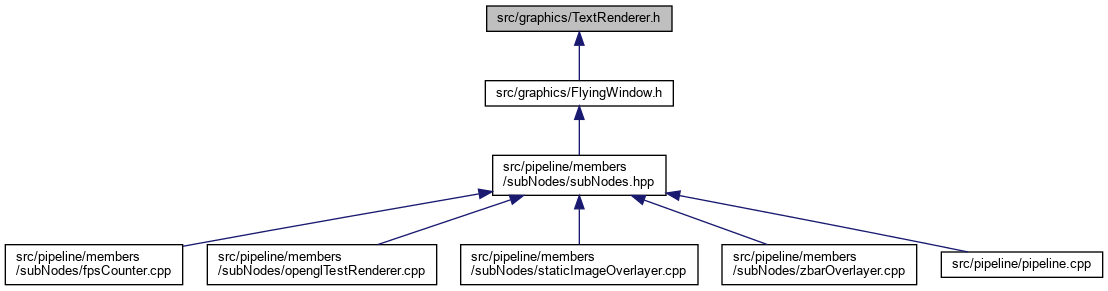 src/graphics/TextRenderer.h
src/graphics/FlyingWindow.h
src/pipeline/members
/subNodes/subNodes.hpp
src/pipeline/members
/subNodes/fpsCounter.cpp
src/pipeline/members
/subNodes/openglTestRenderer.cpp
src/pipeline/members
/subNodes/staticImageOverlayer.cpp
src/pipeline/members
/subNodes/zbarOverlayer.cpp
src/pipeline/pipeline.cpp